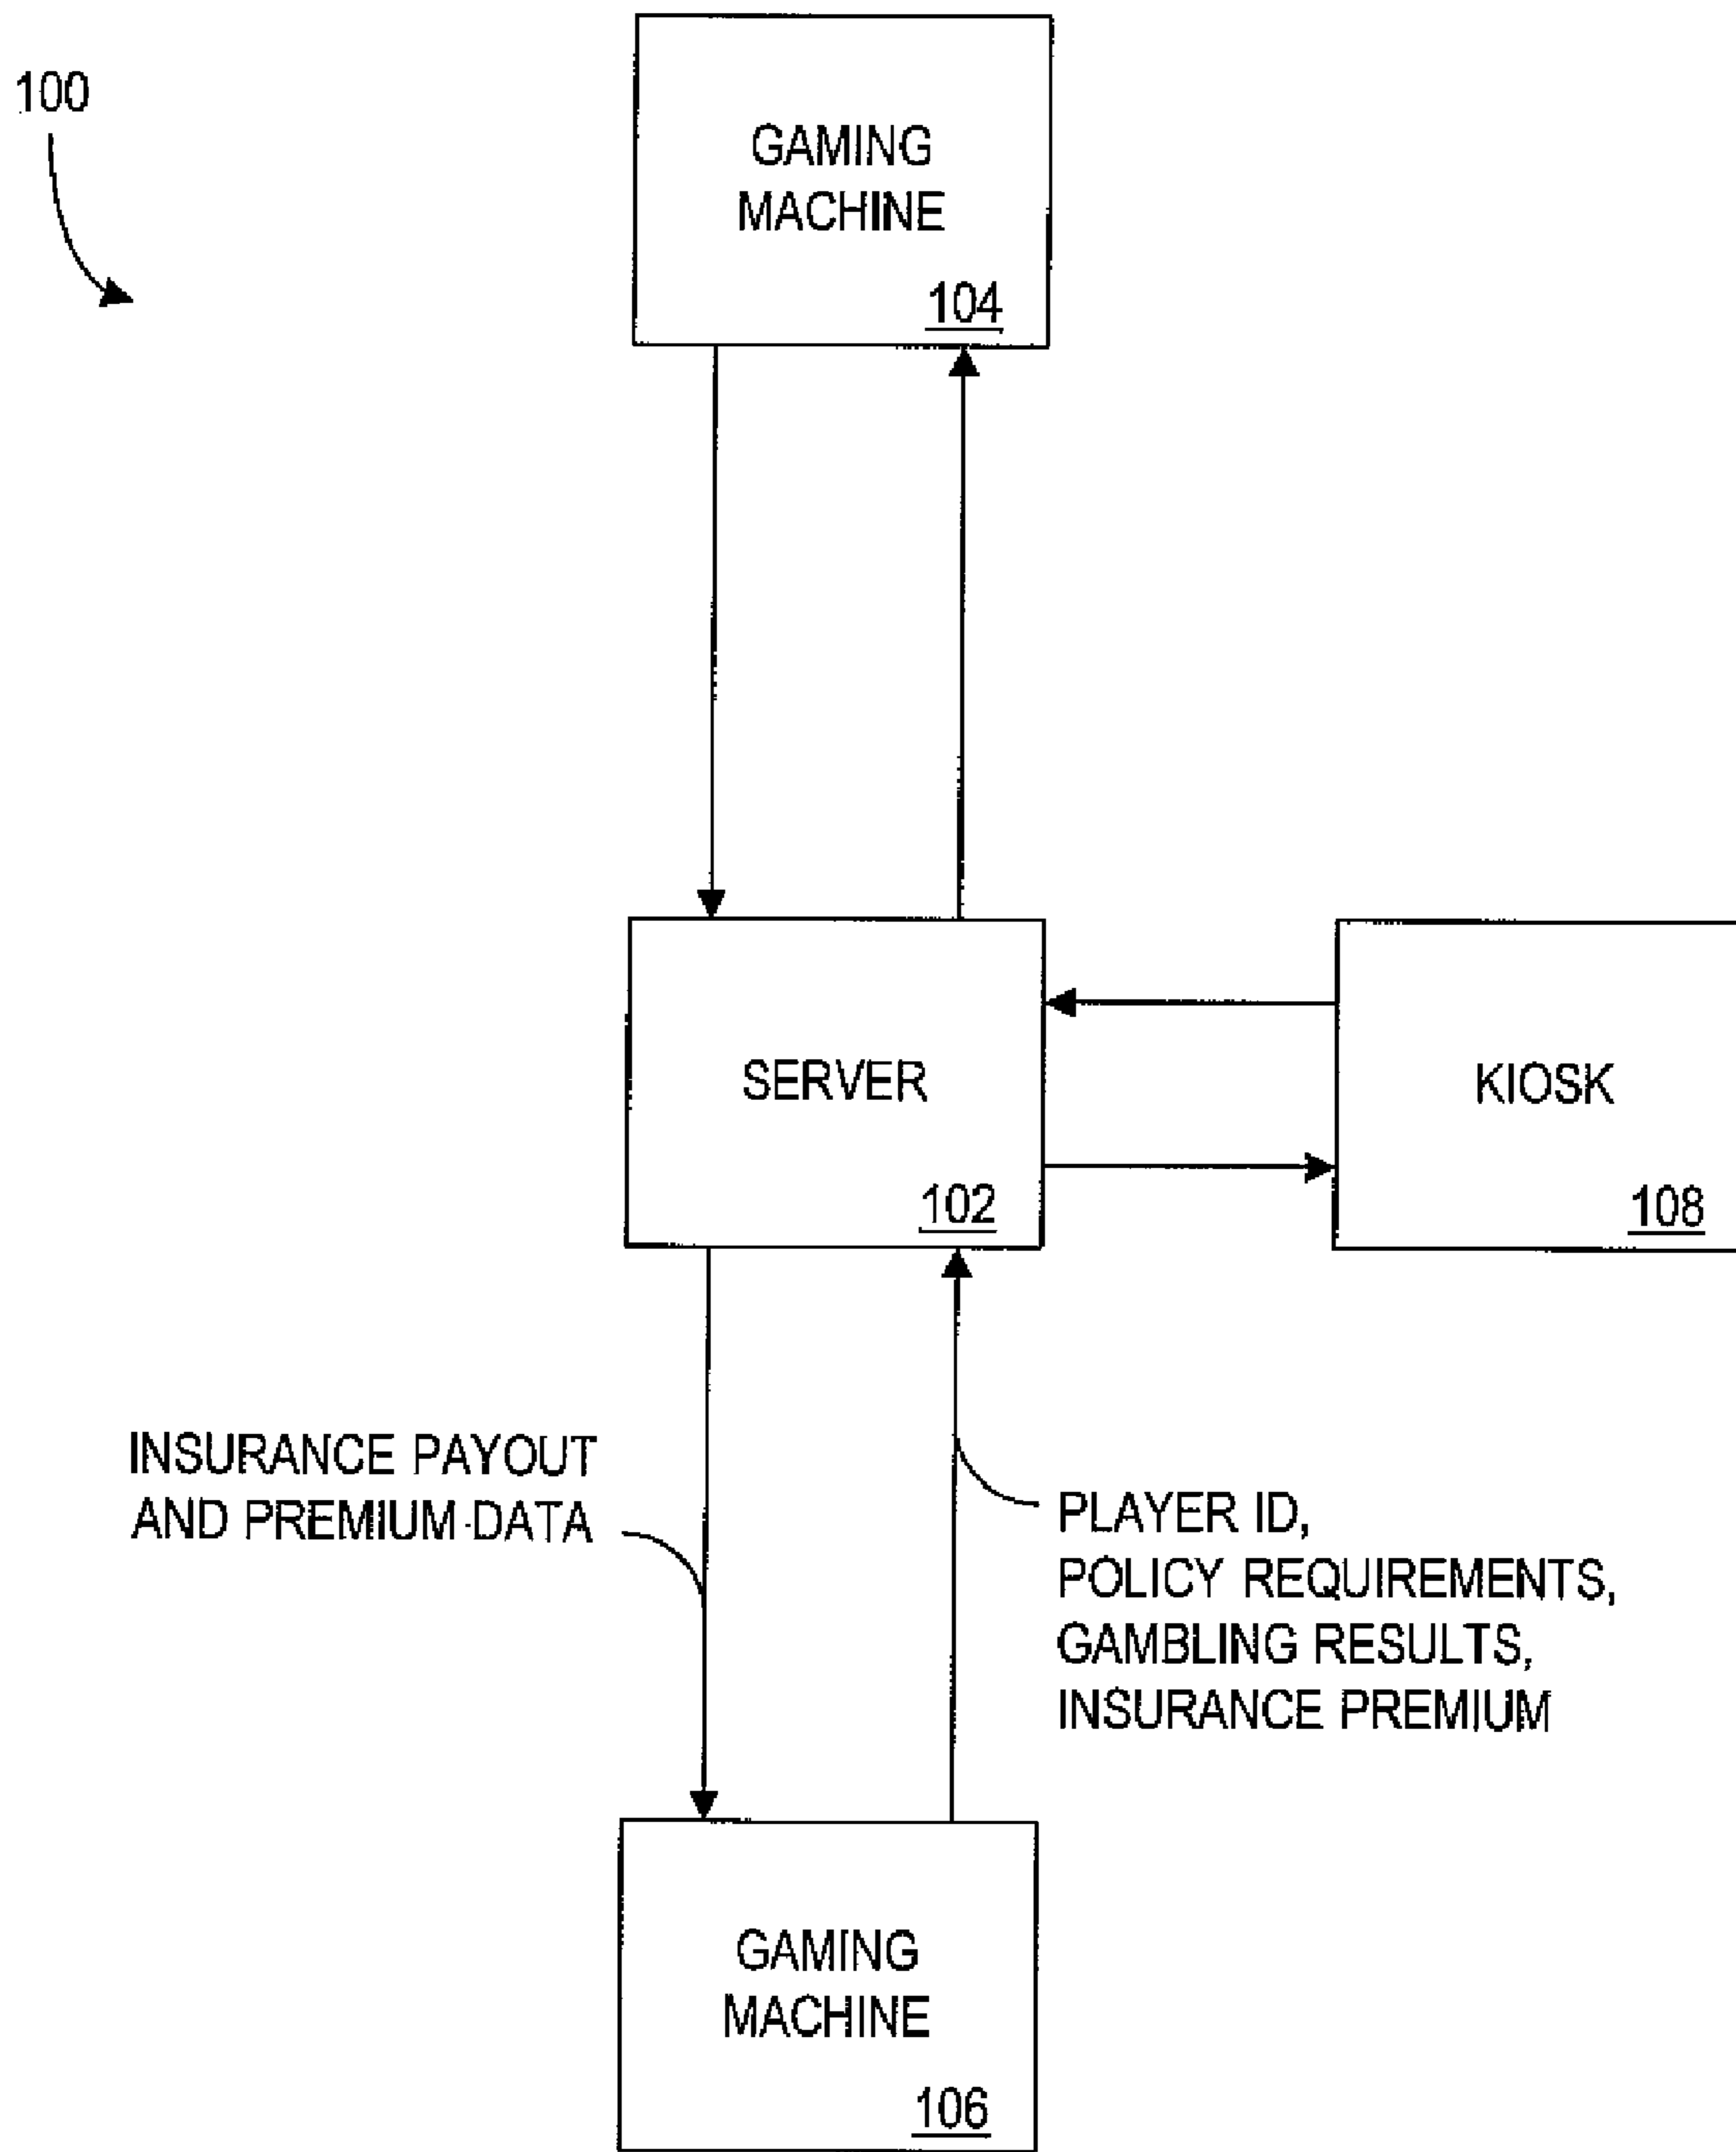 100
GAMING
MACHINE
104
SERVER
102
KIOSK
108
INSURANCE PAYOUT
AND PREMIUM DATA
PLAYER ID,
POLICY REQUIREMENTS,
GAMBLING RESULTS,
INSURANCE PREMIUM
GAMING
MACHINE
106